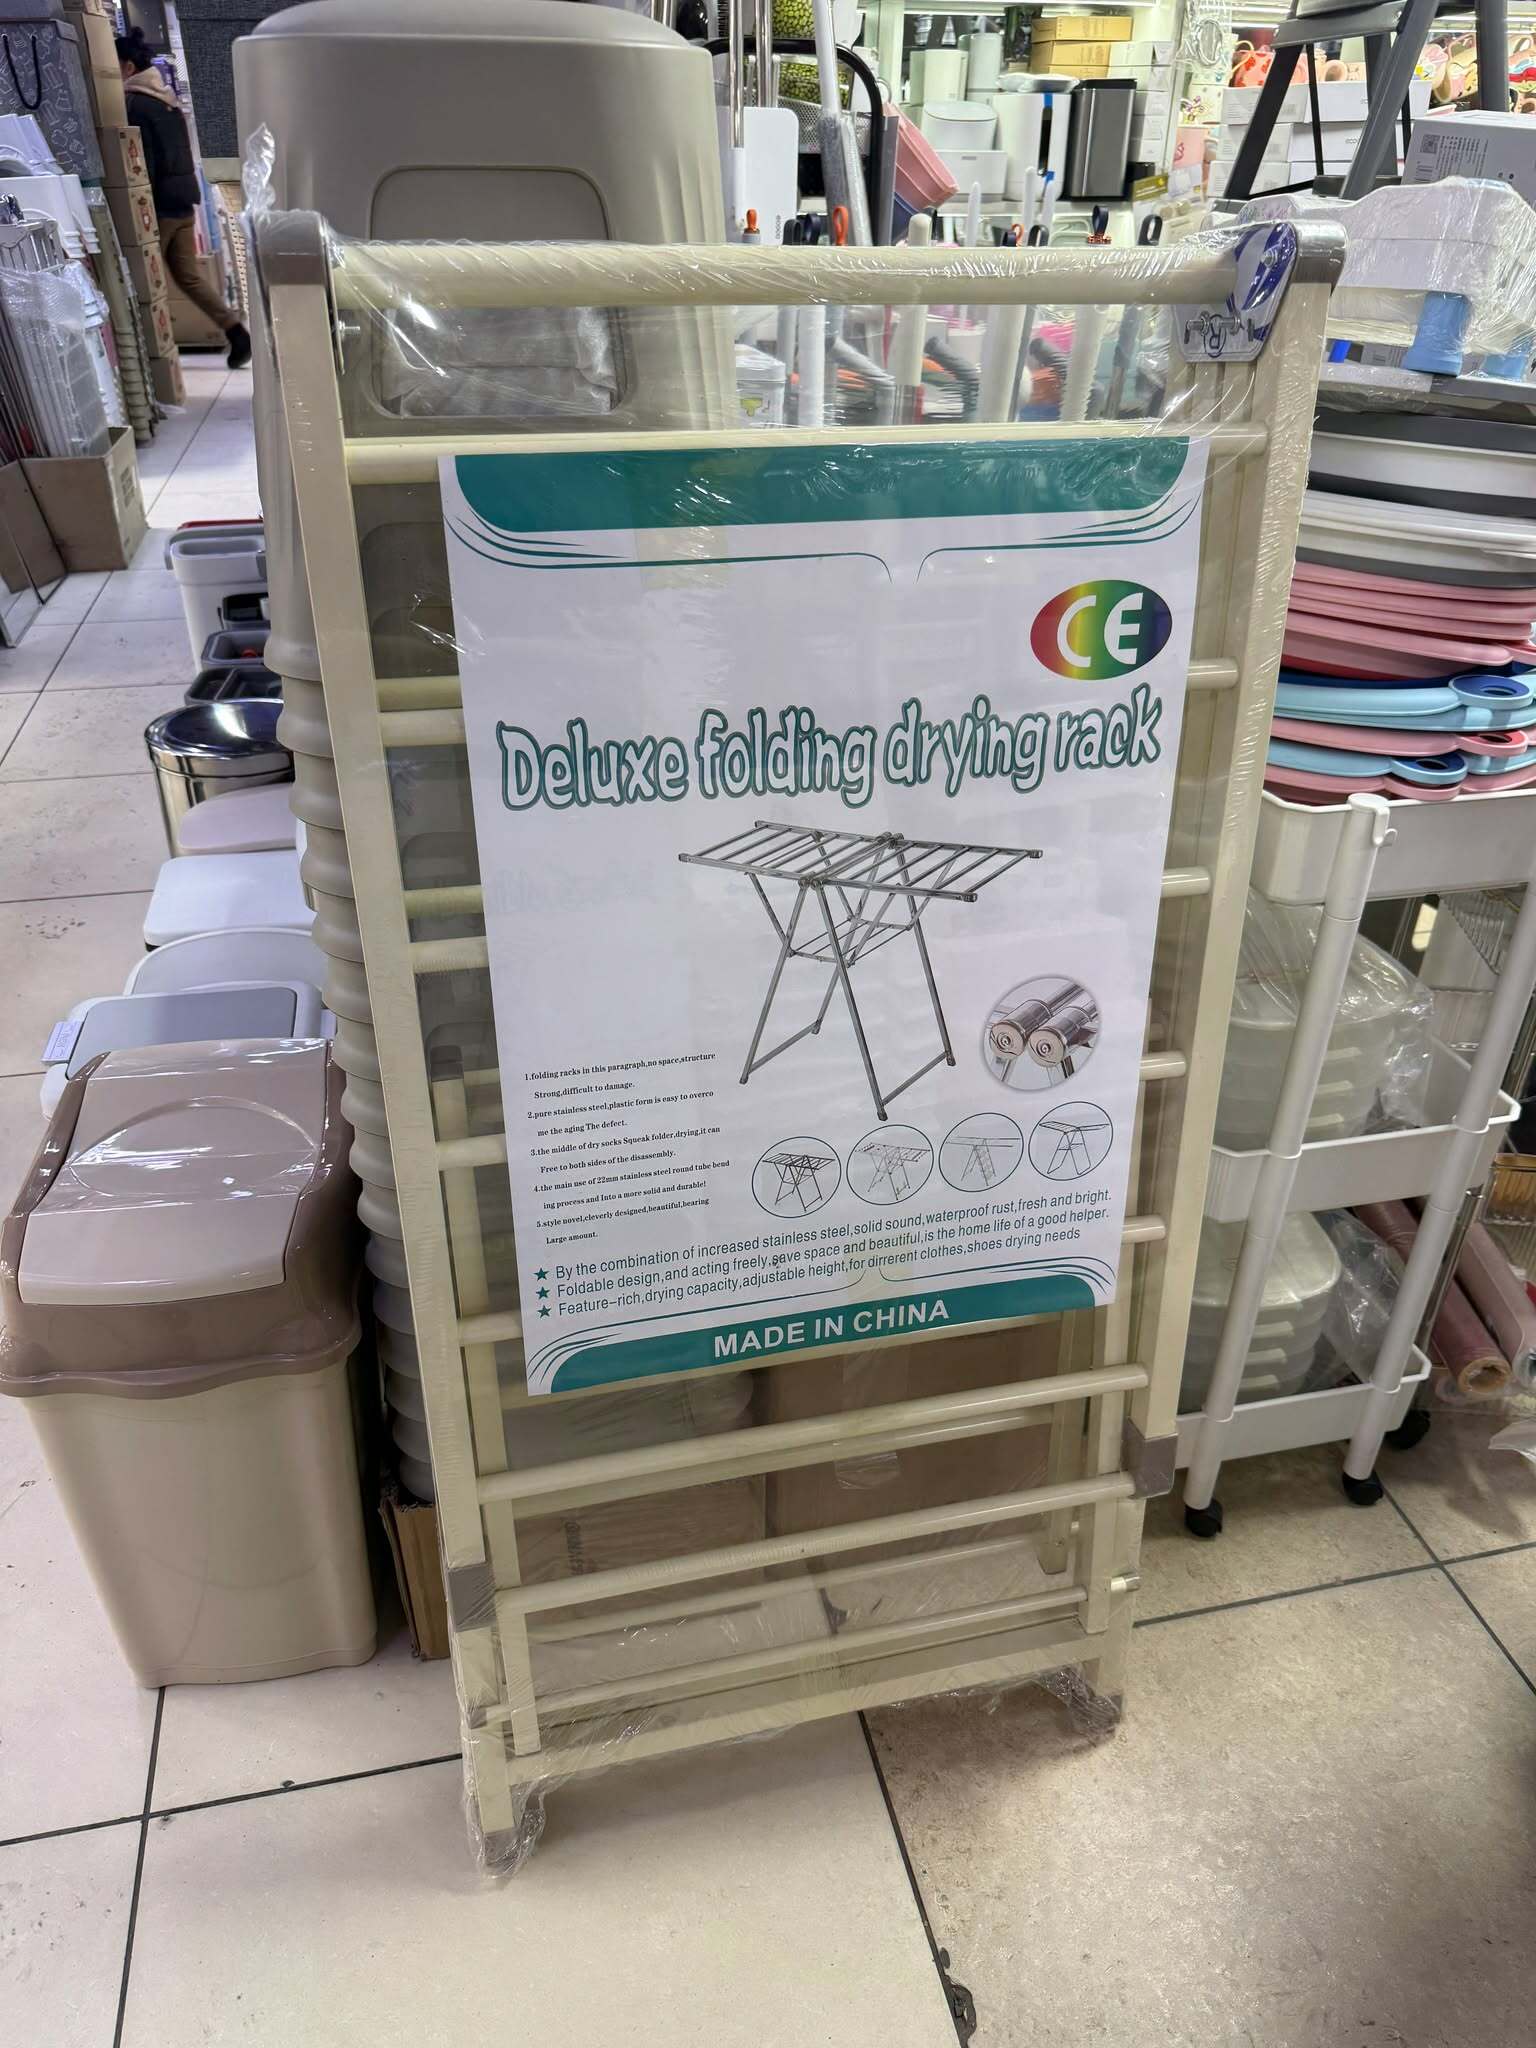 CE
Deluxe folding drying rack
1.folding racks in this paragraph,no space,structure
Strong,difficult to damage.
2.pure stainless steel,plastic form is easy to overco
me the aging The defect.
3.the middle of dry socks Squeak folder,drying,it can
Free to both sides of the disassembly.
4.the main use of 22mm stainless steel round tube bend
ing process and Into a more solid and durable!
5.style novel,cleverly designed,beautiful,bearing
Large amount.
★ By the combination of increased stainless steel,solid sound,waterproof rust,fresh and bright.
★ Foldable design,and acting freely,save space and beautiful,is the home life of a good helper.
★ Feature-rich,drying capacity,adjustable height,for dirrerent clothes,shoes drying needs
MADE IN CHINA